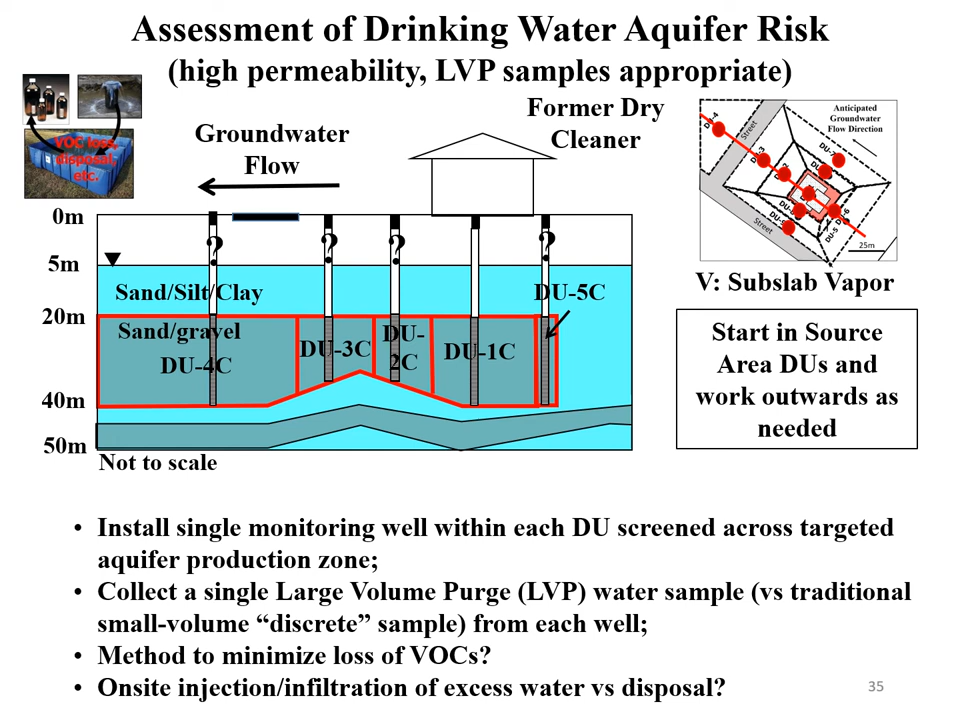 Assessment of Drinking Water Aquifer Risk
(high permeability, LVP samples appropriate)
VOC loss,
disposal,
etc.
Groundwater
Flow
Former Dry
Cleaner
Anticipated
Groundwater
Flow Direction
Street
Street
DU-4
DU-5
25m
V: Subslab Vapor
0m
5m
20m
40m
50m
? ? ? ?
Sand/Silt/Clay
DU-5C
Sand/gravel
DU-4C
DU-3C
DU-
2C
DU-1C
Not to scale
Start in Source
Area DUs and
work outwards as
needed
• Install single monitoring well within each DU screened across targeted
aquifer production zone;
• Collect a single Large Volume Purge (LVP) water sample (vs traditional
small-volume “discrete” sample) from each well;
• Method to minimize loss of VOCs?
• Onsite injection/infiltration of excess water vs disposal?
35